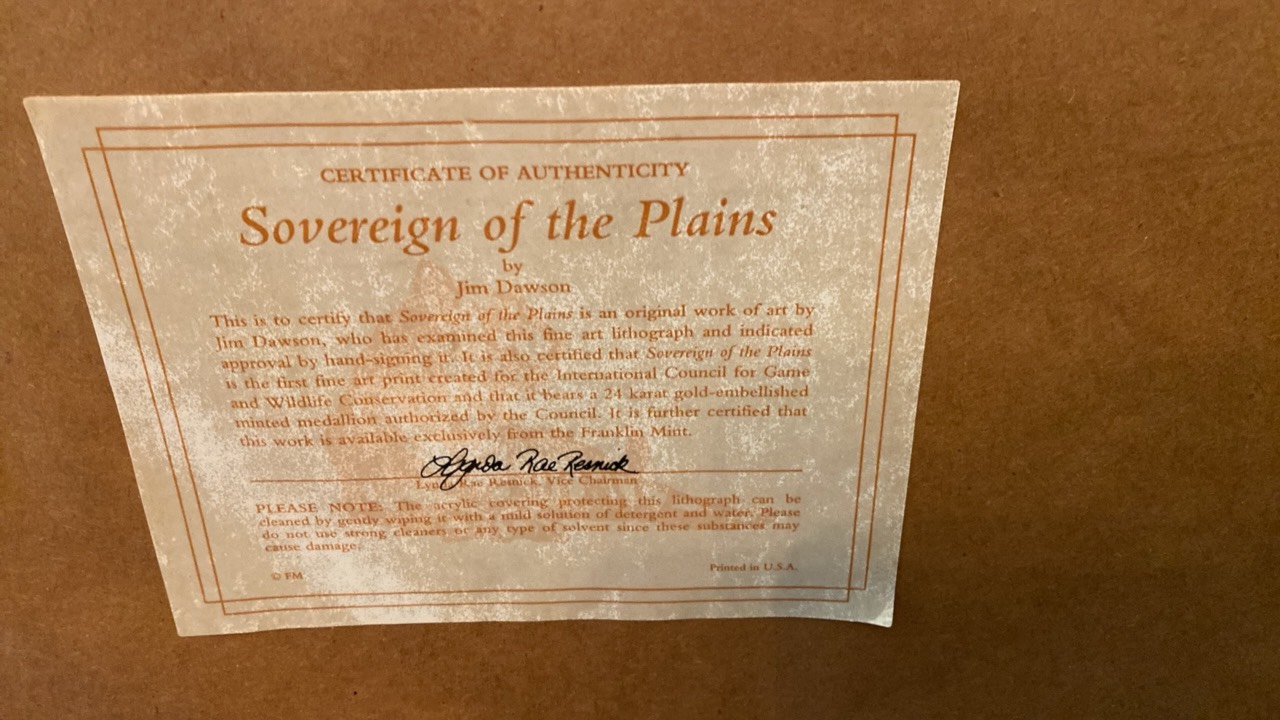 CERTIFICATE OF AUTHENTICITY
Sovereign of the Plains
by
Jim Dawson
This is to certify that Sovereign of the Plains is an original work of art by
Jim Dawson, who has examined this fine art lithograph and indicated
approval by hand-signing it. It is also certified that Sovereign of the Plains
is the first fine art print created for the International Council for Game
and Wildlife Conservation and that it bears a 24 karat gold-embellished
minted medallion authorized by the Council. It is further certified that
this work is available exclusively from the Franklin Mint.
Lynda Rae Resnick
Lynda Rae Resnick, Vice Chairman
PLEASE NOTE: The acrylic covering protecting this lithograph can be
cleaned by gently wiping it with a mild solution of detergent and water. Please
do not use strong cleaners or any type of solvent since these substances may
cause damage.
© FM
Printed in U.S.A.